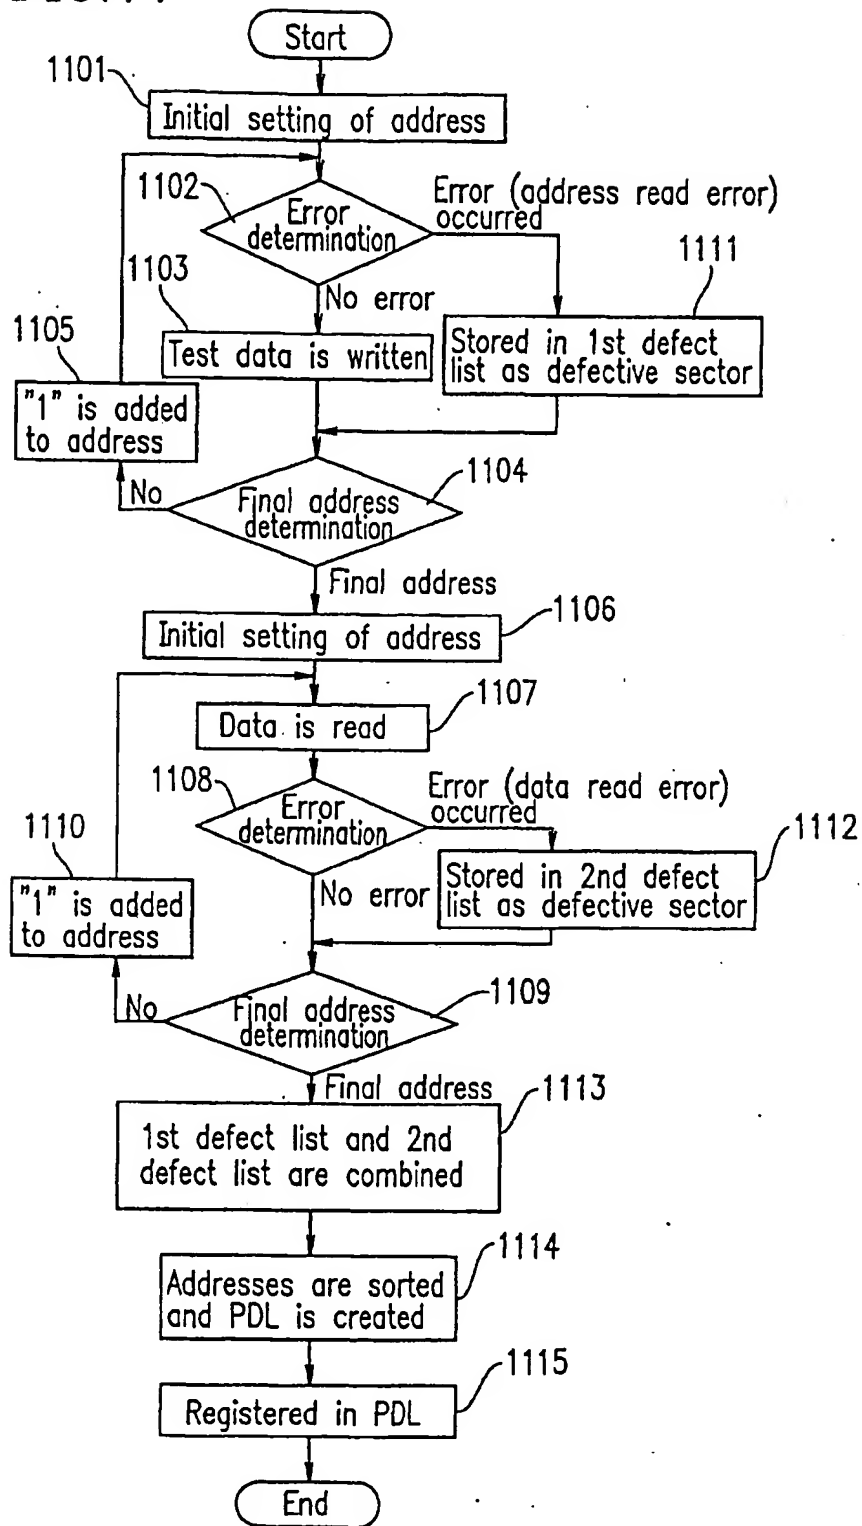 Start
1101
Initial setting of address
1102
Error
determination
Error (address read error)
occurred
1103
No error
1111
Test data is written
Stored in 1st defect
list as defective sector
1105
"1" is added
to address
No
1104
Final address
determination
Final address
1106
Initial setting of address
1107
Data is read
1108
Error
determination
Error (data read error)
occurred
1110
"1" is added
to address
No error
1112
Stored in 2nd defect
list as defective sector
No
1109
Final address
determination
Final address
1113
1st defect list and 2nd
defect list are combined
1114
Addresses are sorted
and PDL is created
1115
Registered in PDL
End